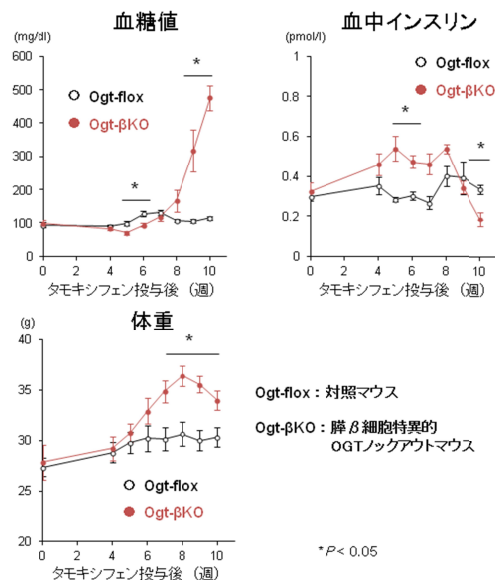 血糖値
(mg/dl)
600
500
400
300
200
100
0
*
*
Ogt-flox
Ogt-βKO
0 2 4 6 8 10
タモキシフェン投与後 (週)
血中インスリン
(pmol/l)
1
0.8
0.6
0.4
0.2
0
Ogt-flox
Ogt-βKO
*
*
0 2 4 6 8 10
タモキシフェン投与後 (週)
体重
(g)
40
35
30
25
20
*
Ogt-flox
Ogt-βKO
0 2 4 6 8 10
タモキシフェン投与後 (週)
Ogt-flox:対照マウス
Ogt-βKO:膵β細胞特異的
OGTノックアウトマウス
*P< 0.05